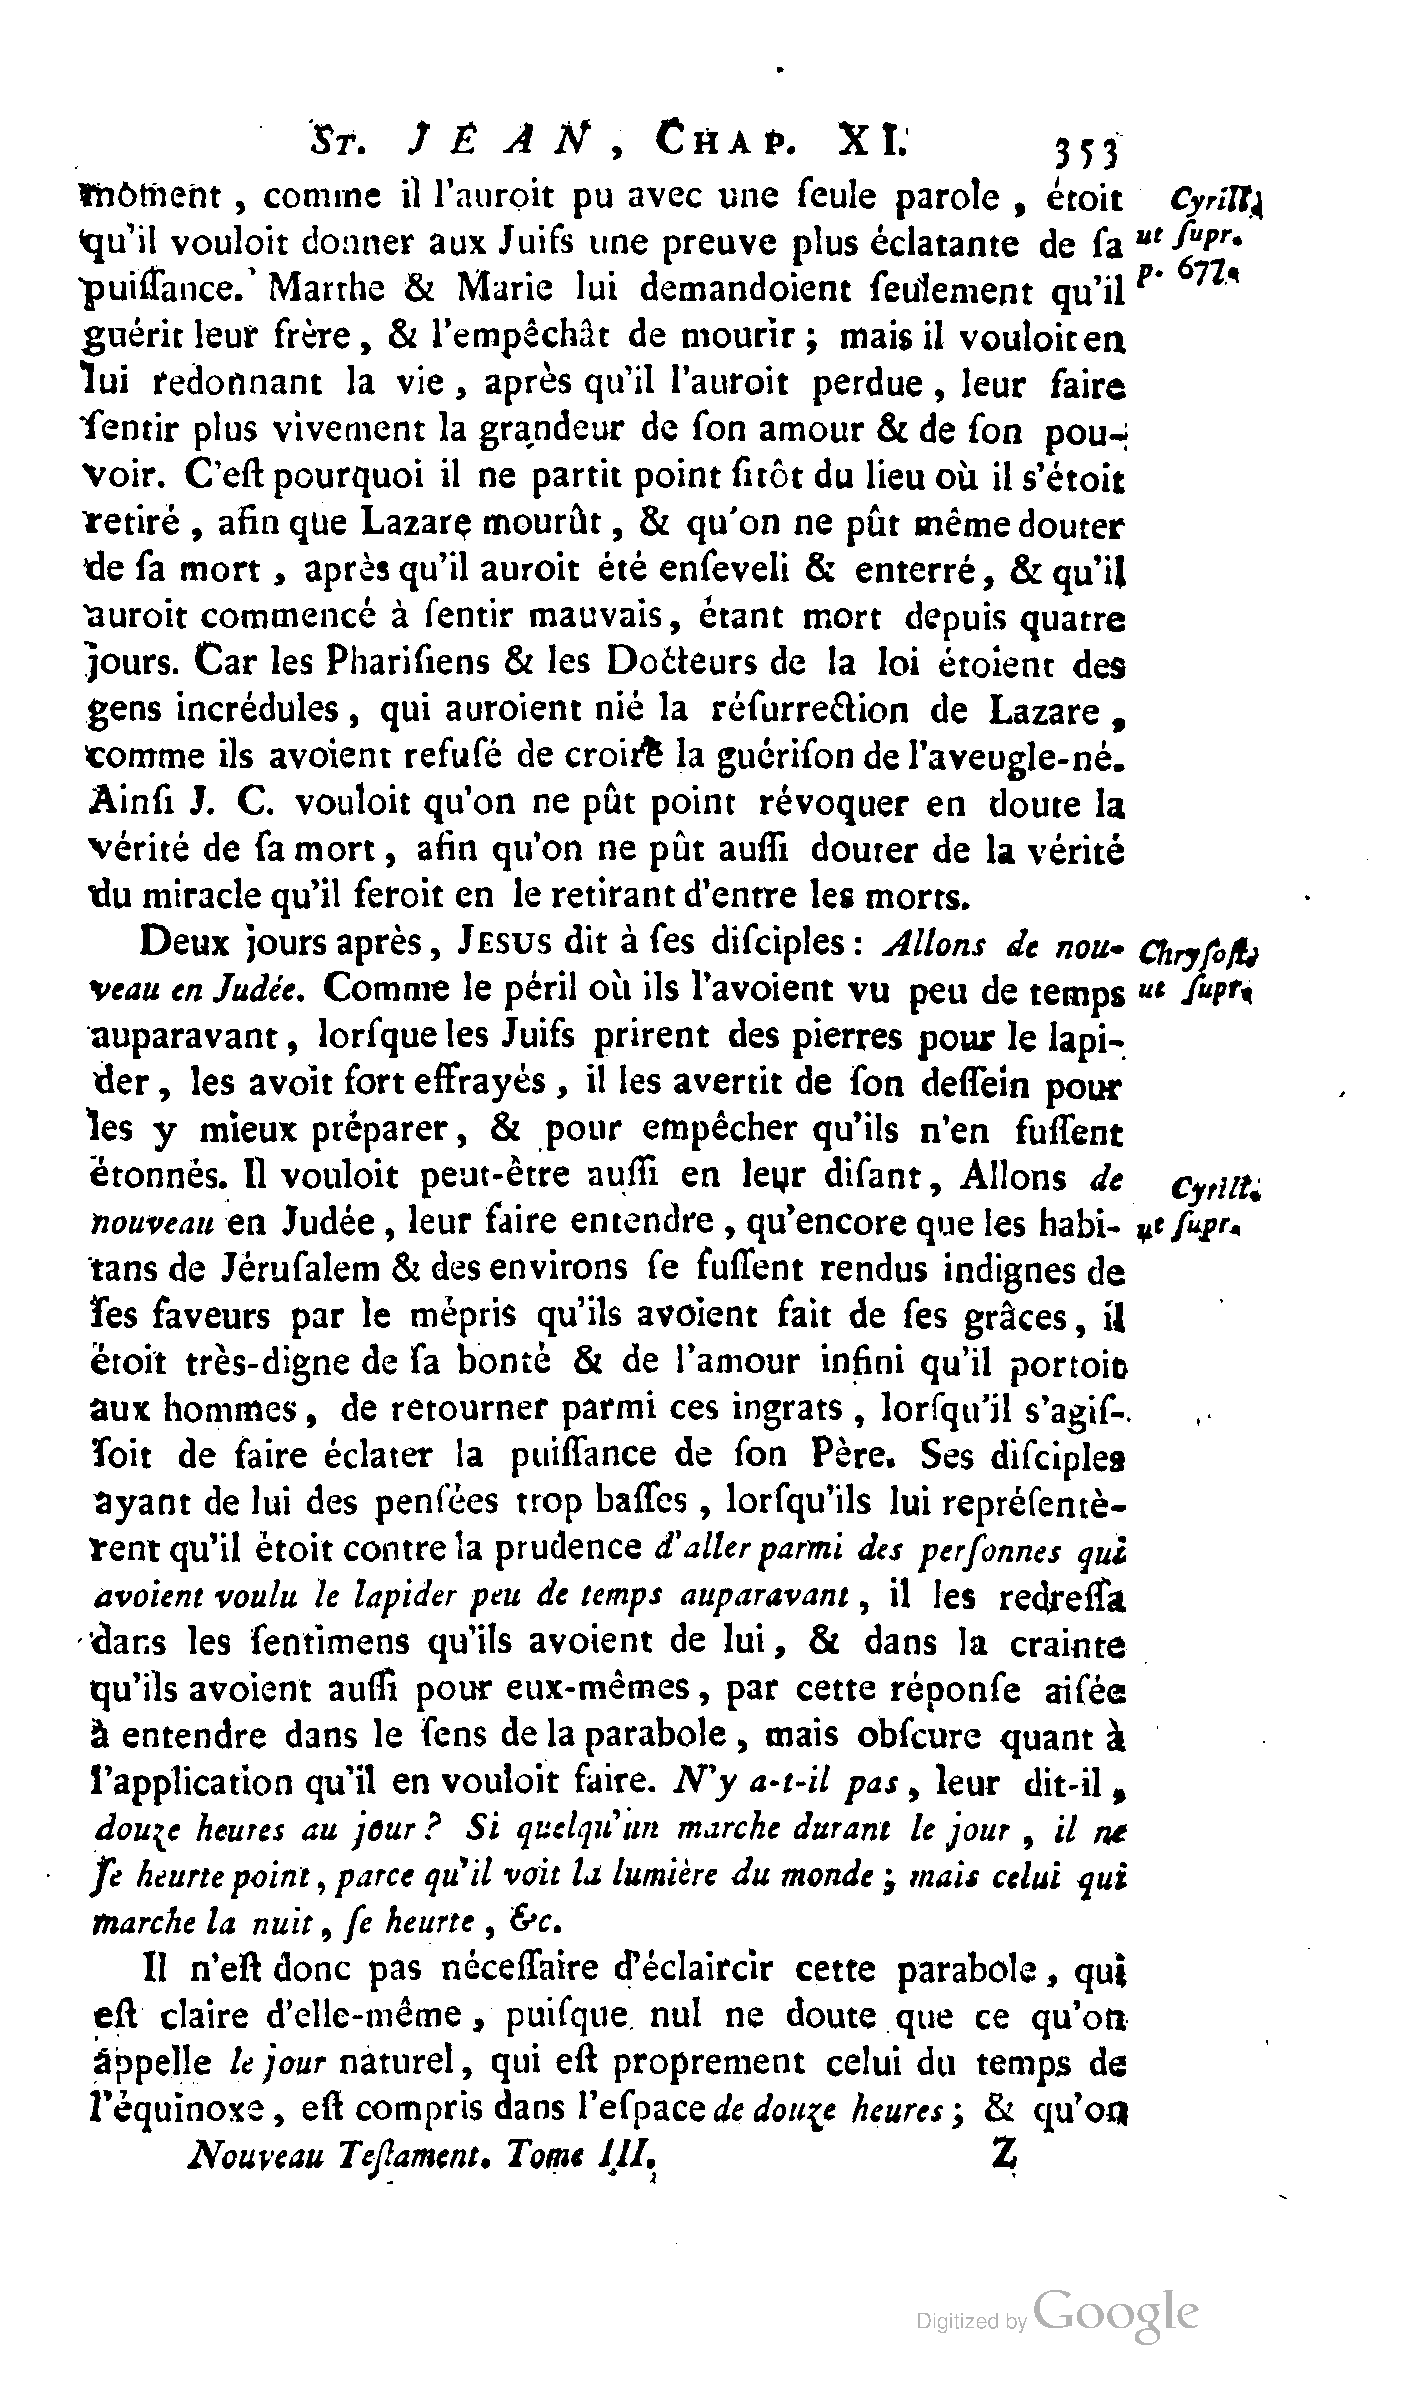 ST. JEAN, CHAP. XI. 353
môment, comme il l'auroit pu avec une ſeule parole, étoit
qu'il vouloit donner aux Juifs une preuve plus éclatante de ſa
puiſſance. Marthe & Marie lui demandoient ſeulement qu'il
guérît leur frère, & l'empêchât de mourir; mais il vouloit en
lui redonnant la vie, après qu'il l'auroit perdue, leur faire
ſentir plus vivement la grandeur de ſon amour & de ſon pou-
voir. C'eſt pourquoi il ne partit point ſitôt du lieu où il s'étoit
retiré, afin que Lazare mourût, & qu'on ne pût même douter
de ſa mort, après qu'il auroit été enſeveli & enterré, & qu'il
auroit commencé à ſentir mauvais, étant mort depuis quatre
jours. Car les Phariſiens & les Docteurs de la loi étoient des
gens incrédules, qui auroient nié la réſurrection de Lazare,
comme ils avoient refuſé de croire la guériſon de l'aveugle-né.
Ainſi J. C. vouloit qu'on ne pût point révoquer en doute la
vérité de ſa mort, afin qu'on ne pût auſſi douter de la vérité
du miracle qu'il feroit en le retirant d'entre les morts.
Cyrill.
ut ſupr.
p. 677.
Deux jours après, JESUS dit à ſes diſciples: Allons de nou-
veau en Judée. Comme le péril où ils l'avoient vu peu de temps
auparavant, lorſque les Juifs prirent des pierres pour le lapi-
der, les avoit fort effrayés, il les avertit de ſon deſſein pour
les y mieux préparer, & pour empêcher qu'ils n'en fuſſent
étonnés. Il vouloit peut-être auſſi en leur diſant, Allons de
nouveau en Judée, leur faire entendre, qu'encore que les habi-
tans de Jéruſalem & des environs ſe fuſſent rendus indignes de
ſes faveurs par le mépris qu'ils avoient fait de ſes grâces, il
étoit très-digne de ſa bonté & de l'amour infini qu'il portoit
aux hommes, de retourner parmi ces ingrats, lorſqu'il s'agiſ-
ſoit de faire éclater la puiſſance de ſon Père. Ses diſciples
ayant de lui des penſées trop baſſes, lorſqu'ils lui repréſentè-
rent qu'il étoit contre la prudence d'aller parmi des perſonnes qui
avoient voulu le lapider peu de temps auparavant, il les redreſſa
dans les ſentimens qu'ils avoient de lui, & dans la crainte
qu'ils avoient auſſi pour eux-mêmes, par cette réponſe aiſée
à entendre dans le ſens de la parabole, mais obſcure quant à
l'application qu'il en vouloit faire. N'y a-t-il pas, leur dit-il,
douze heures au jour? Si quelqu'un marche durant le jour, il ne
ſe heurte point, parce qu'il voit la lumière du monde; mais celui qui
marche la nuit, ſe heurte, &c.
Chryſoſt.
ut ſupr.
Cyrill.
ut ſupr.
Il n'eſt donc pas néceſſaire d'éclaircir cette parabole, qui
eſt claire d'elle-même, puiſque nul ne doute que ce qu'on
appelle le jour naturel, qui eſt proprement celui du temps de
l'équinoxe, eſt compris dans l'eſpace de douze heures; & qu'on
Nouveau Teſtament. Tome III. Z
Digitized by Google